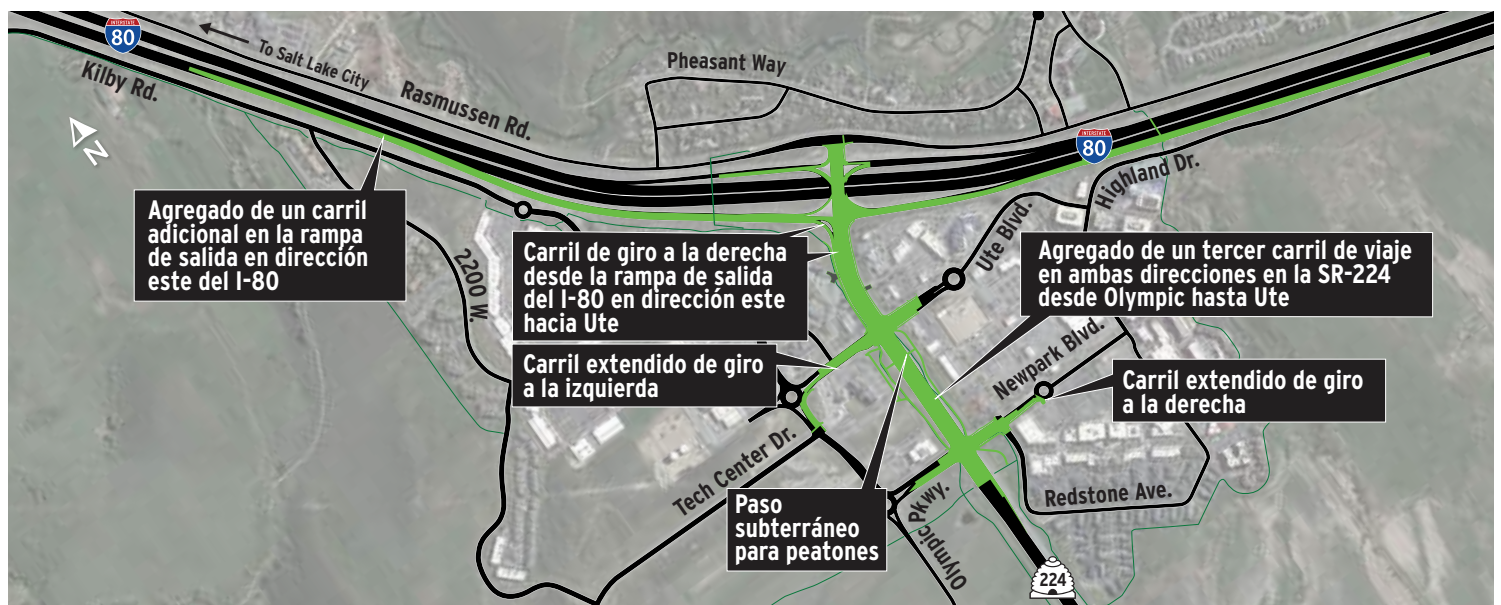 INTERSTATE
80
To Salt Lake City
Kilby Rd.
Rasmussen Rd.
Pheasant Way
N
INTERSTATE
80
Highland Dr.
Agregado de un carril
adicional en la rampa
de salida en dirección
este del I-80
2200 W.
Carril de giro a la derecha
desde la rampa de salida
del I-80 en dirección este
hacia Ute
Ute Blvd.
Agregado de un tercer carril de viaje
en ambas direcciones en la SR-224
desde Olympic hasta Ute
Carril extendido de giro
a la izquierda
Newpark Blvd.
Carril extendido de giro
a la derecha
Tech Center Dr.
Paso
subterráneo
para peatones
Olympic Pkwy.
Redstone Ave.
224